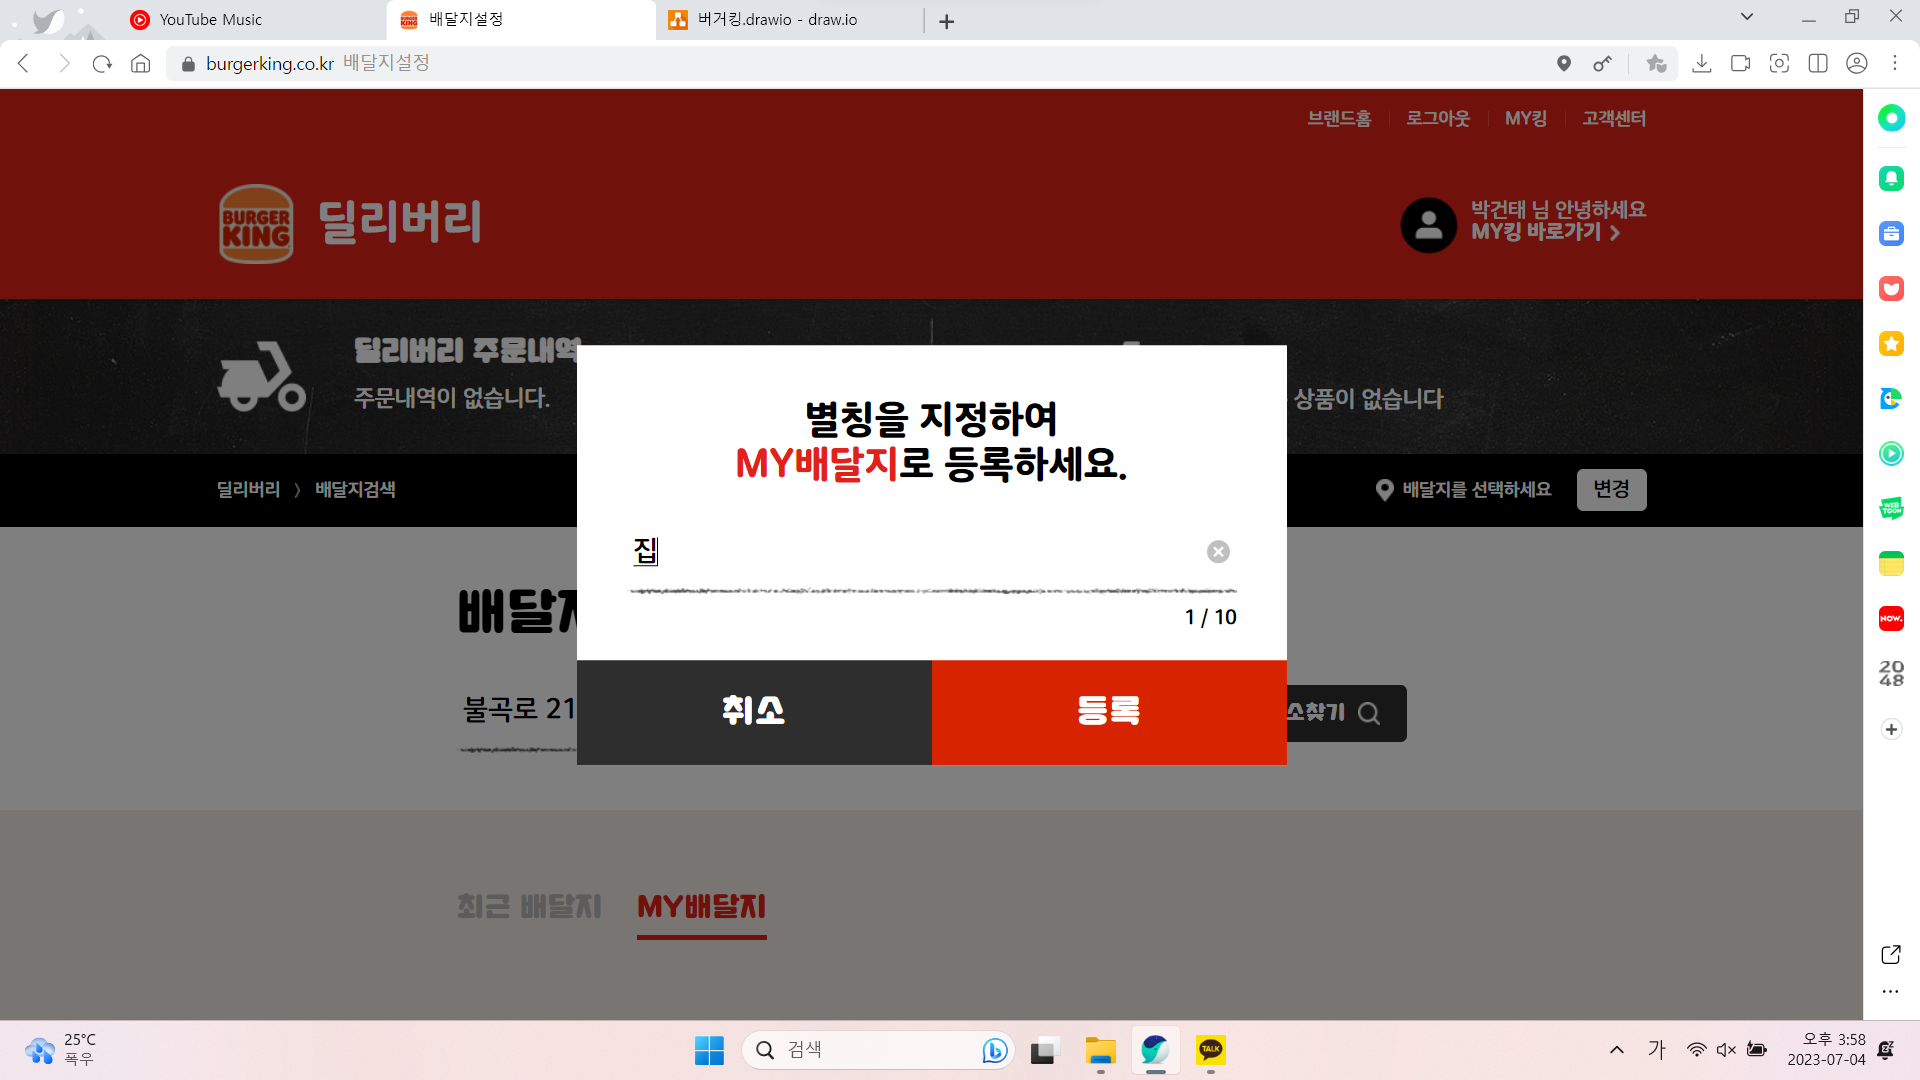 YouTube Music
배달지설정
버거킹.drawio - draw.io
burgerking.co.kr 배달지설정
브랜드홈
로그아웃
MY킹
고객센터
BURGER KING
딜리버리
박건태 님 안녕하세요
MY킹 바로가기
딜리버리 주문내역
주문내역이 없습니다.
상품이 없습니다
딜리버리 〉 배달지검색
배달지를 선택하세요
변경
별칭을 지정하여
MY배달지로 등록하세요.
집
1 / 10
취소
등록
배달지
불곡로 21
소찾기
최근 배달지
MY배달지
WEB
TOON
NOW.
20
48
25°C
폭우
검색
TALK
가
오후 3:58
2023-07-04